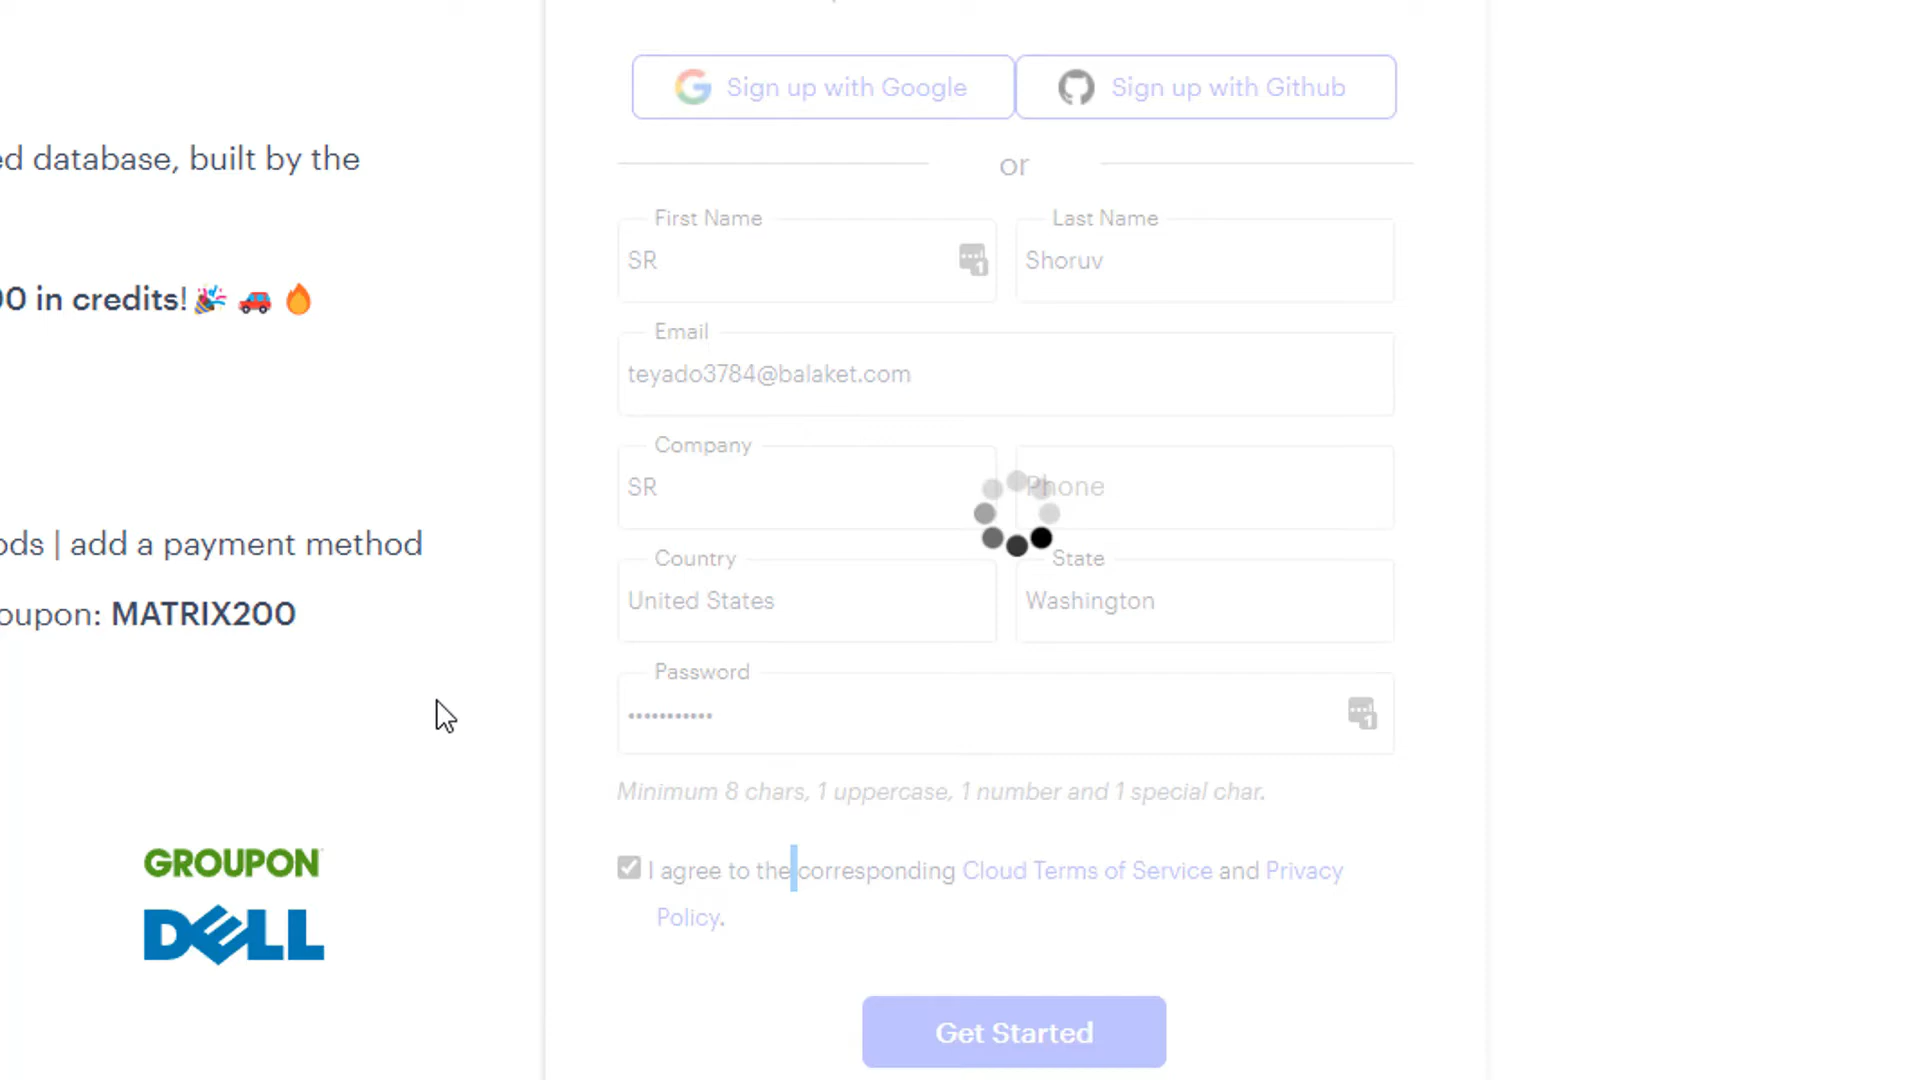 Sign up with Google
Sign up with Github
or
ed database, built by the
00 in credits!
ods | add a payment method
oupon: MATRIX200
GROUPON
DELL
First Name
SR
Last Name
Shoruv
Email
teyado3784@balaket.com
Company
SR
Phone
Country
United States
State
Washington
Password
Minimum 8 chars, 1 uppercase, 1 number and 1 special char.
I agree to the corresponding Cloud Terms of Service and Privacy
Policy.
Get Started